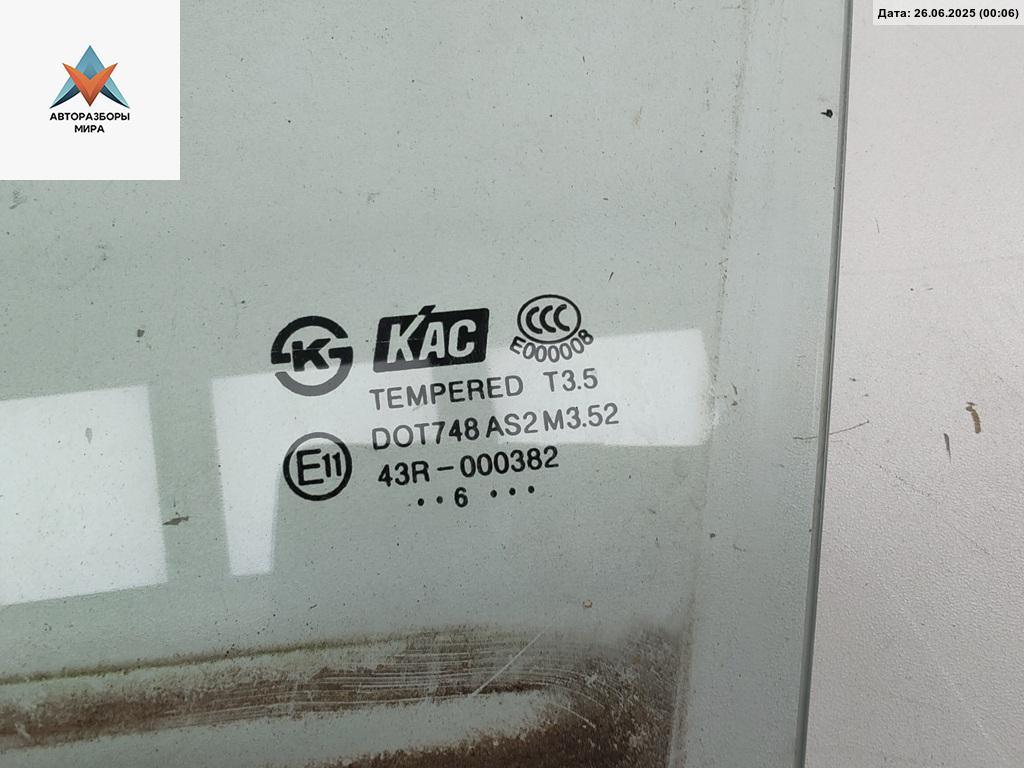 Дата: 26.06.2025 (00:06)
АВТОРАЗБОРЫ
МИРА
K KAC CCC
E000008
TEMPERED T3.5
DOT748 AS2 M3.52
E11 43R-000382
• • 6 • • •